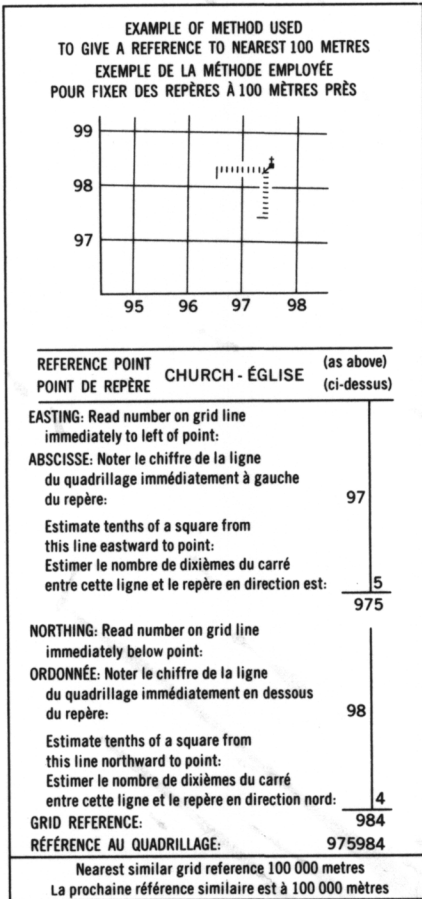 EXAMPLE OF METHOD USED
TO GIVE A REFERENCE TO NEAREST 100 METRES
EXEMPLE DE LA MÉTHODE EMPLOYÉE
POUR FIXER DES REPÈRES À 100 MÈTRES PRÈS
99
98
97
95 96 97 98
REFERENCE POINT
POINT DE REPÈRE
CHURCH - ÉGLISE
(as above)
(ci-dessus)
EASTING: Read number on grid line
immediately to left of point:
ABSCISSE: Noter le chiffre de la ligne
du quadrillage immédiatement à gauche
du repère: 97
Estimate tenths of a square from
this line eastward to point:
Estimer le nombre de dixièmes du carré
entre cette ligne et le repère en direction est: 5
975
NORTHING: Read number on grid line
immediately below point:
ORDONNÉE: Noter le chiffre de la ligne
du quadrillage immédiatement en dessous
du repère: 98
Estimate tenths of a square from
this line northward to point:
Estimer le nombre de dixièmes du carré
entre cette ligne et le repère en direction nord: 4
GRID REFERENCE: 984
RÉFÉRENCE AU QUADRILLAGE: 975984
Nearest similar grid reference 100 000 metres
La prochaine référence similaire est à 100 000 mètres